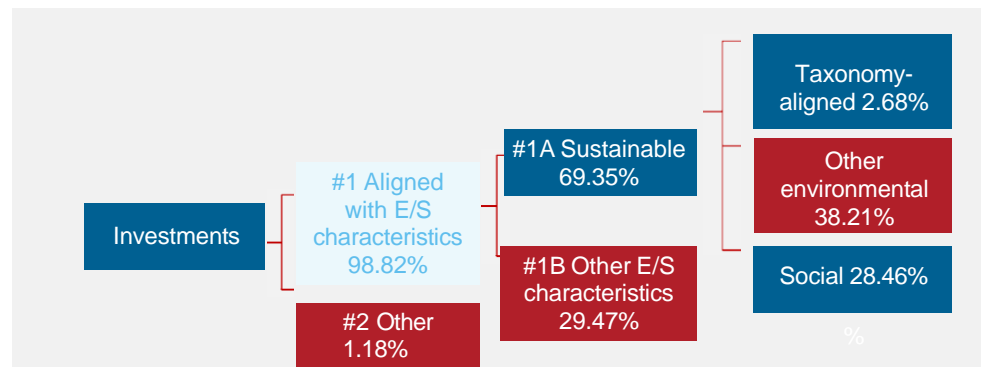 Investments
#1 Aligned
with E/S
characteristics
98.82%
#2 Other
1.18%
#1A Sustainable
69.35%
#1B Other E/S
characteristics
29.47%
Taxonomy-
aligned 2.68%
Other
environmental
38.21%
Social 28.46%
%